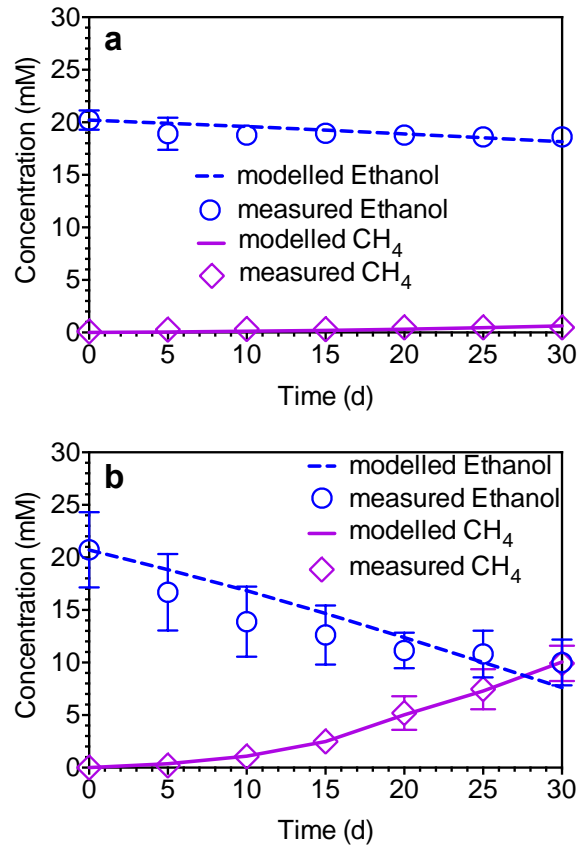 a
30
25
20
15
10
5
0
Concentration (mM)
modelled Ethanol
measured Ethanol
modelled CH₄
measured CH₄
0 5 10 15 20 25 30
Time (d)
b
30
25
20
15
10
5
0
Concentration (mM)
modelled Ethanol
measured Ethanol
modelled CH₄
measured CH₄
0 5 10 15 20 25 30
Time (d)